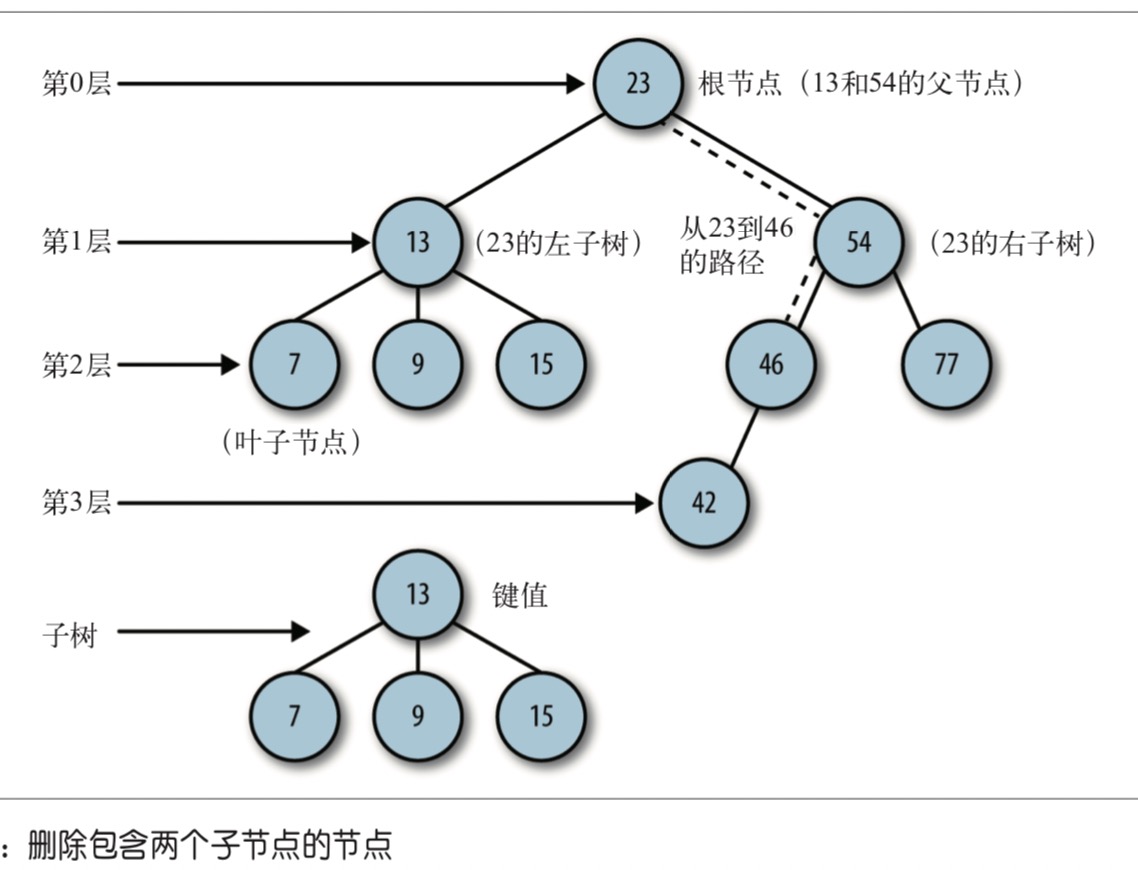 第0层
23
根节点（13和54的父节点）
第1层
13
（23的左子树）
从23到46
的路径
54
（23的右子树）
第2层
7
9
15
46
77
（叶子节点）
第3层
42
13
键值
子树
7
9
15
：删除包含两个子节点的节点